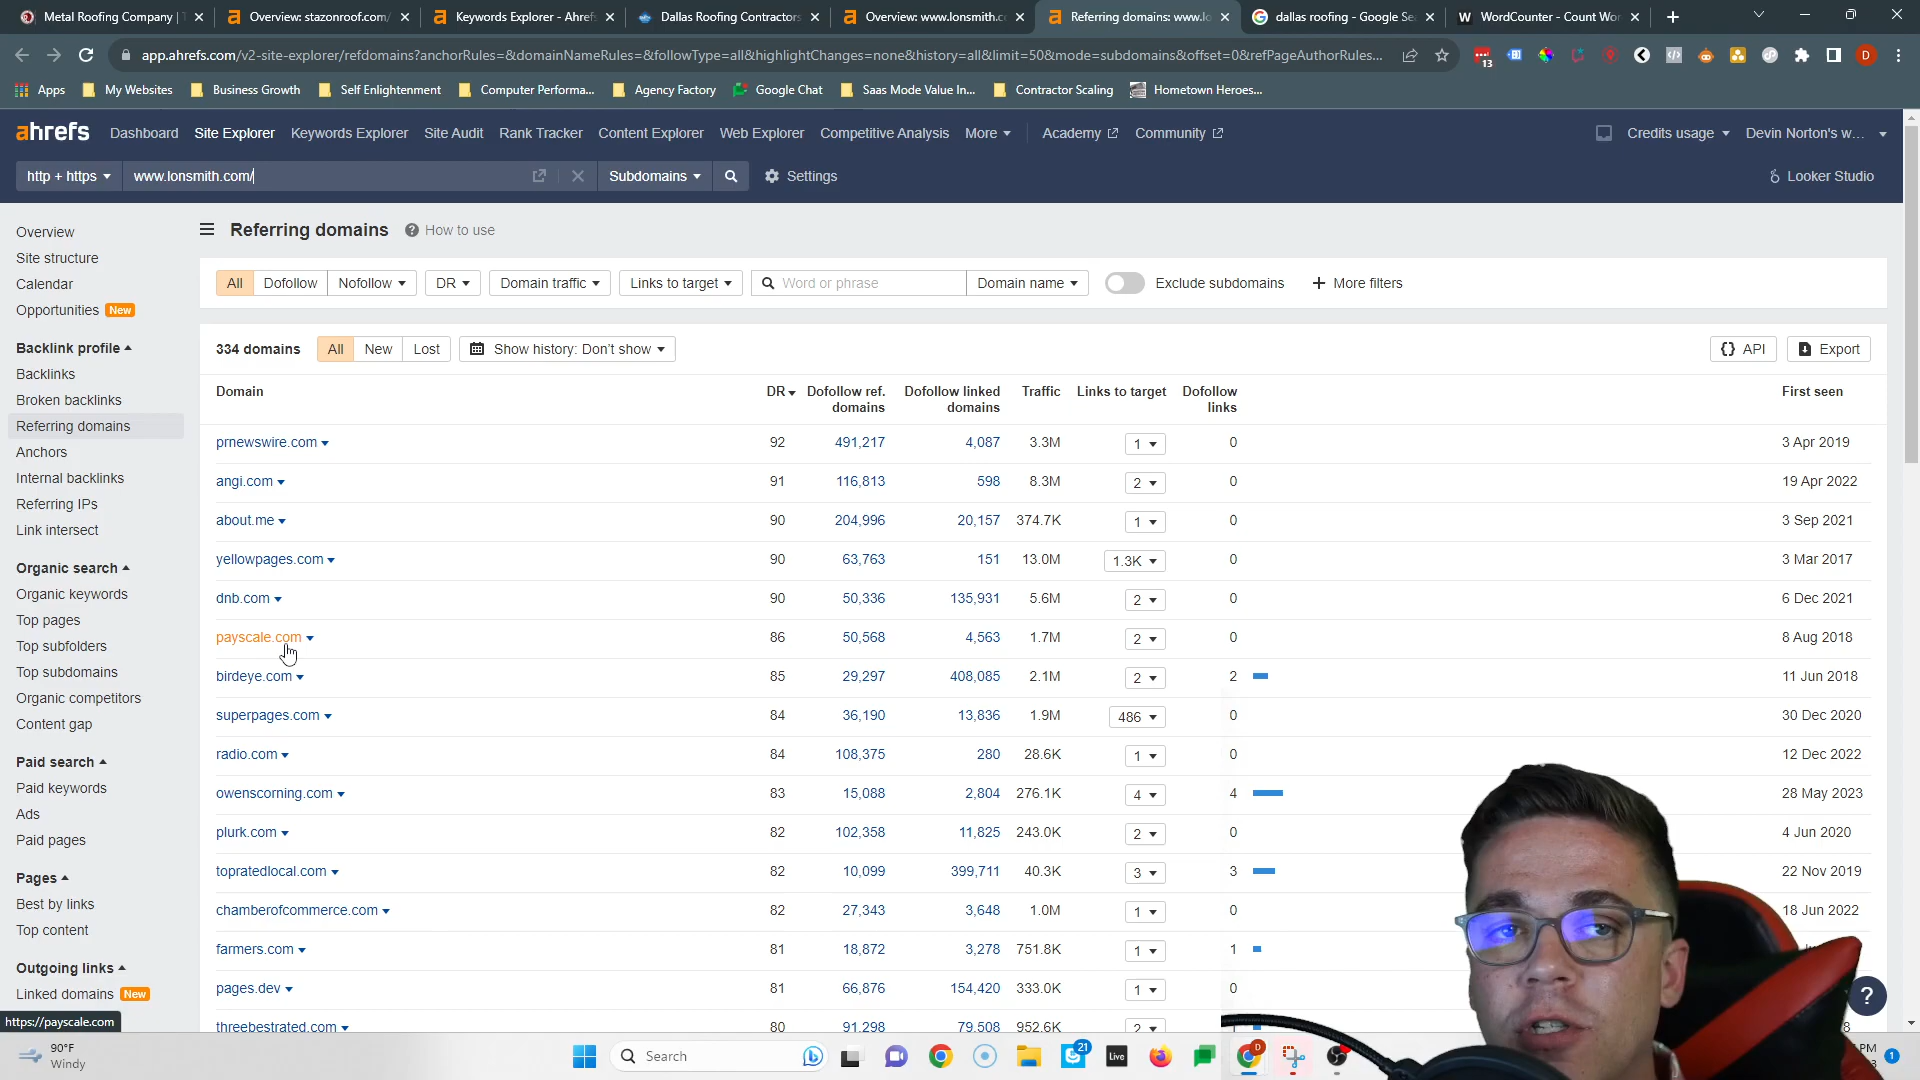 Metal Roofing Company |
Overview: stazonroof.com/
Keywords Explorer - Ahrefs
Dallas Roofing Contractors
Overview: www.lonsmith.c
Referring domains: www.lo
dallas roofing - Google Se
WordCounter - Count Wor
app.ahrefs.com/v2-site-explorer/refdomains?anchorRules=&domainNameRules=&followType=all&highlightChanges=none&history=all&limit=50&mode=subdomains&offset=0&refPageAuthorRules...
13
D
Apps
My Websites
Business Growth
Self Enlightenment
Computer Performa...
Agency Factory
Google Chat
Saas Mode Value In...
Contractor Scaling
Hometown Heroes...
ahrefs Dashboard Site Explorer Keywords Explorer Site Audit Rank Tracker Content Explorer Web Explorer Competitive Analysis More Academy Community Credits usage Devin Norton's w...
http + https www.lonsmith.com/ Subdomains Settings Looker Studio
Overview
Site structure
Calendar
Opportunities New
Backlink profile
Backlinks
Broken backlinks
Referring domains
Anchors
Internal backlinks
Referring IPs
Link intersect
Organic search
Organic keywords
Top pages
Top subfolders
Top subdomains
Organic competitors
Content gap
Paid search
Paid keywords
Ads
Paid pages
Pages
Best by links
Top content
Outgoing links
Linked domains New
https://payscale.com
Referring domains ? How to use
All Dofollow Nofollow DR Domain traffic Links to target Word or phrase Domain name Exclude subdomains + More filters
334 domains All New Lost Show history: Don't show {} API Export
Domain DR Dofollow ref. domains Dofollow linked domains Traffic Links to target Dofollow links First seen
prnewswire.com 92 491,217 4,087 3.3M 1 0 3 Apr 2019
angi.com 91 116,813 598 8.3M 2 0 19 Apr 2022
about.me 90 204,996 20,157 374.7K 1 0 3 Sep 2021
yellowpages.com 90 63,763 151 13.0M 1.3K 0 3 Mar 2017
dnb.com 90 50,336 135,931 5.6M 2 0 6 Dec 2021
payscale.com 86 50,568 4,563 1.7M 2 0 8 Aug 2018
birdeye.com 85 29,297 408,085 2.1M 2 2 11 Jun 2018
superpages.com 84 36,190 13,836 1.9M 486 0 30 Dec 2020
radio.com 84 108,375 280 28.6K 1 0 12 Dec 2022
owenscorning.com 83 15,088 2,804 276.1K 4 4 28 May 2023
plurk.com 82 102,358 11,825 243.0K 2 0 4 Jun 2020
topratedlocal.com 82 10,099 399,711 40.3K 3 3 22 Nov 2019
chamberofcommerce.com 82 27,343 3,648 1.0M 1 0 18 Jun 2022
farmers.com 81 18,872 3,278 751.8K 1 1
pages.dev 81 66,876 154,420 333.0K 1 0
threebestrated.com 80 91,298 79,508 952.6K 2
?
90°F
Windy
Search
21
Live
D
PM
1